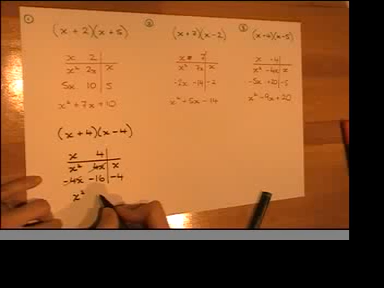 ①
(x + 2)(x + 5)
x 2
x² 2x x
5x 10 5
x² + 7x + 10
②
(x + 7)(x - 2)
x 7
x² 7x x
-2x -14 -2
x² + 5x - 14
③
(x - 4)(x - 5)
x -4
x² -4x x
-5x +20 -5
x² - 9x + 20
(x + 4)(x - 4)
x 4
x² 4x x
-4x -16 -4
x²